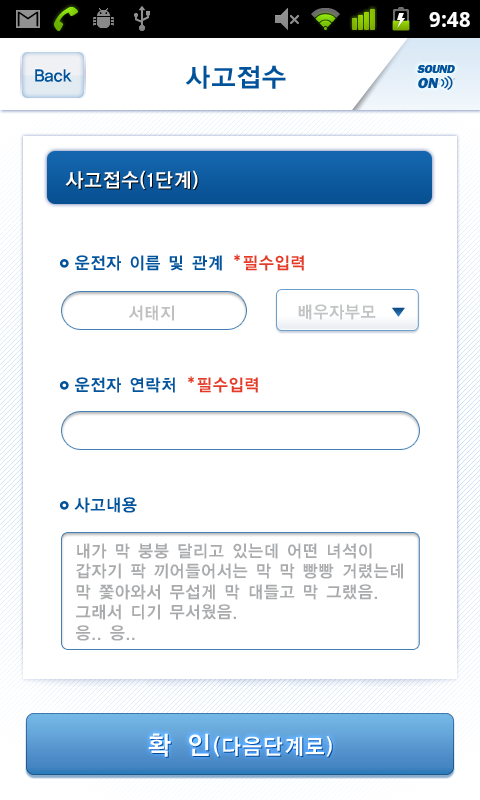 9:48
Back
사고접수
SOUND
ON
사고접수(1단계)
운전자 이름 및 관계 *필수입력
서태지
배우자부모
운전자 연락처 *필수입력
사고내용
내가 막 붕붕 달리고 있는데 어떤 녀석이
갑자기 팍 끼어들어서는 막 막 빵빵 거렸는데
막 쫓아와서 무섭게 막 대들고 막 그랬음.
그래서 디기 무서웠음.
응.. 응..
확 인(다음단계로)